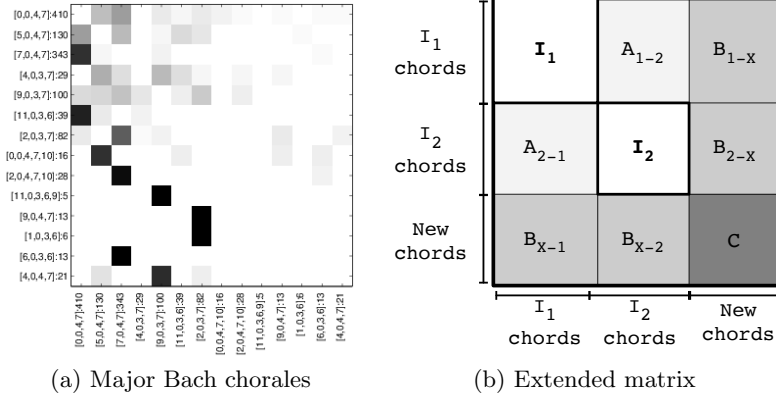 [0,0,4,7]:410
[5,0,4,7]:130
[7,0,4,7]:343
[4,0,3,7]:29
[9,0,3,7]:100
[11,0,3,6]:39
[2,0,3,7]:82
[0,0,4,7,10]:16
[2,0,4,7,10]:28
[11,0,3,6,9]:5
[9,0,4,7]:13
[1,0,3,6]:6
[6,0,3,6]:13
[4,0,4,7]:21
[0,0,4,7]:410
[5,0,4,7]:130
[7,0,4,7]:343
[4,0,3,7]:29
[9,0,3,7]:100
[11,0,3,6]:39
[2,0,3,7]:82
[0,0,4,7,10]:16
[2,0,4,7,10]:28
[11,0,3,6,9]5
[9,0,4,7]:13
[1,0,3,6]6
[6,0,3,6]:13
[4,0,4,7]:21
(a) Major Bach chorales
I1
chords
I2
chords
New
chords
I1
A1-2
B1-X
A2-1
I2
B2-X
BX-1
BX-2
C
I1
chords
I2
chords
New
chords
(b) Extended matrix